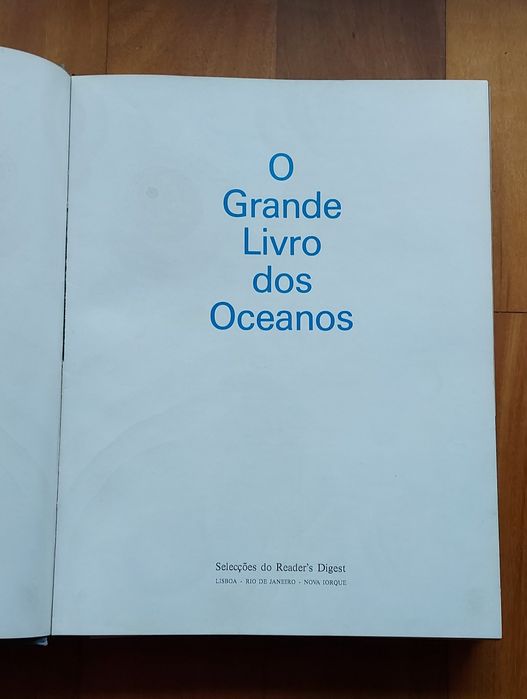 O
Grande
Livro
dos
Oceanos
Selecções do Reader's Digest
LISBOA - RIO DE JANEIRO - NOVA IORQUE